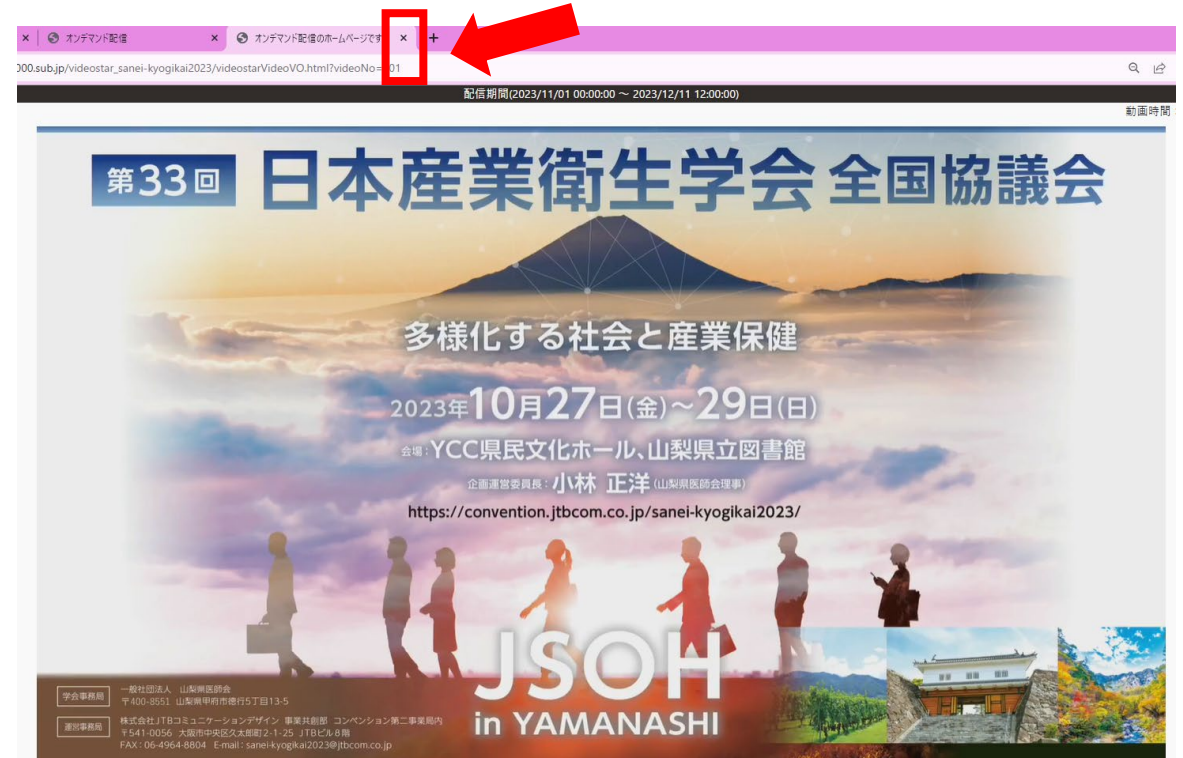 オンデマンド配信
オンデマンド配信のホームページです
000.sub.jp/videostar_sanei-kyogikai2023/videostarVideoVO.html?videoNo= 01
配信期間(2023/11/01 00:00:00 ～ 2023/12/11 12:00:00)
動画時間
第33回 日本産業衛生学会 全国協議会
多様化する社会と産業保健
2023年10月27日(金)～29日(日)
会場:YCC県民文化ホール、山梨県立図書館
企画運営委員長:小林 正洋(山梨県医師会理事)
https://convention.jtbcom.co.jp/sanei-kyogikai2023/
JSOH
in YAMANASHI
学会事務局
一般社団法人 山梨県医師会
〒400-8551 山梨県甲府市徳行5丁目13-5
運営事務局
株式会社JTBコミュニケーションデザイン 事業共創部 コンベンション第二事業局内
〒541-0056 大阪市中央区久太郎町2-1-25 JTBビル8階
FAX:06-4964-8804 E-mail:sanei-kyogikai2023@jtbcom.co.jp